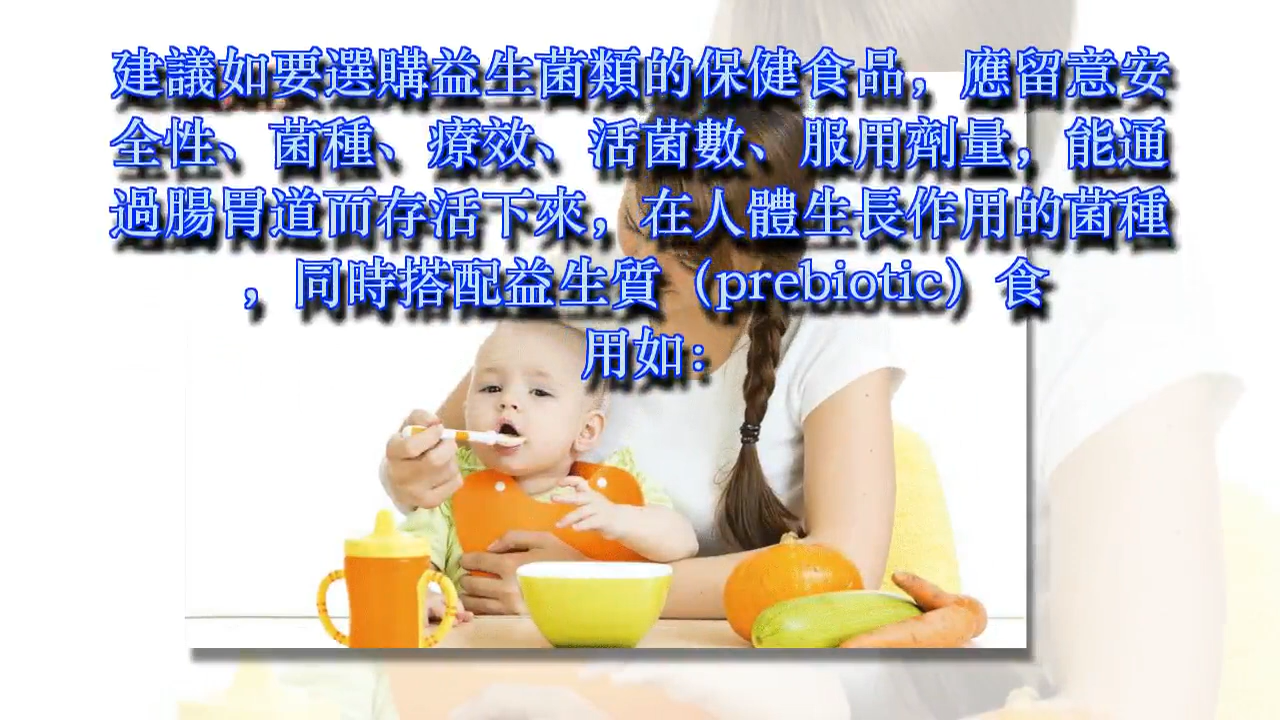 建議如要選購益生菌類的保健食品，應留意安
全性、菌種、療效、活菌數、服用劑量，能通
過腸胃道而存活下來，在人體生長作用的菌種
，同時搭配益生質（prebiotic）食
用如：